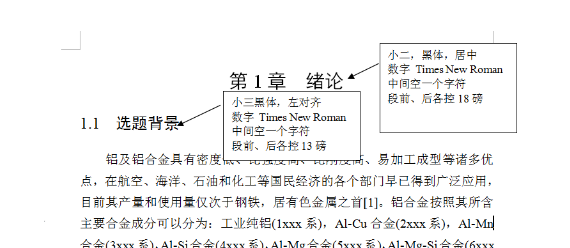 小二，黑体，居中
数字 Times New Roman
中间空一个字符
段前、后各控 18 磅
第 1 章 绪论
小三黑体，左对齐
数字 Times New Roman
中间空一个字符
段前、后各控 13 磅
1.1 选题背景
铝及铝合金具有密度低、比强度高、比刚度高、易加工成型等诸多优
点，在航空、海洋、石油和化工等国民经济的各个部门早已得到广泛应用，
目前其产量和使用量仅次于钢铁，居有色金属之前[1]。铝合金按照其所含
主要合金成分可以分为：工业纯铝(1xxx 系)，Al-Cu 合金(2xxx 系)，Al-Mn
合金(3xxx 系)，Al-Si 合金(4xxx 系)，Al-Mg 合金(5xxx 系)，Al-Mg-Si 合金(6xxx